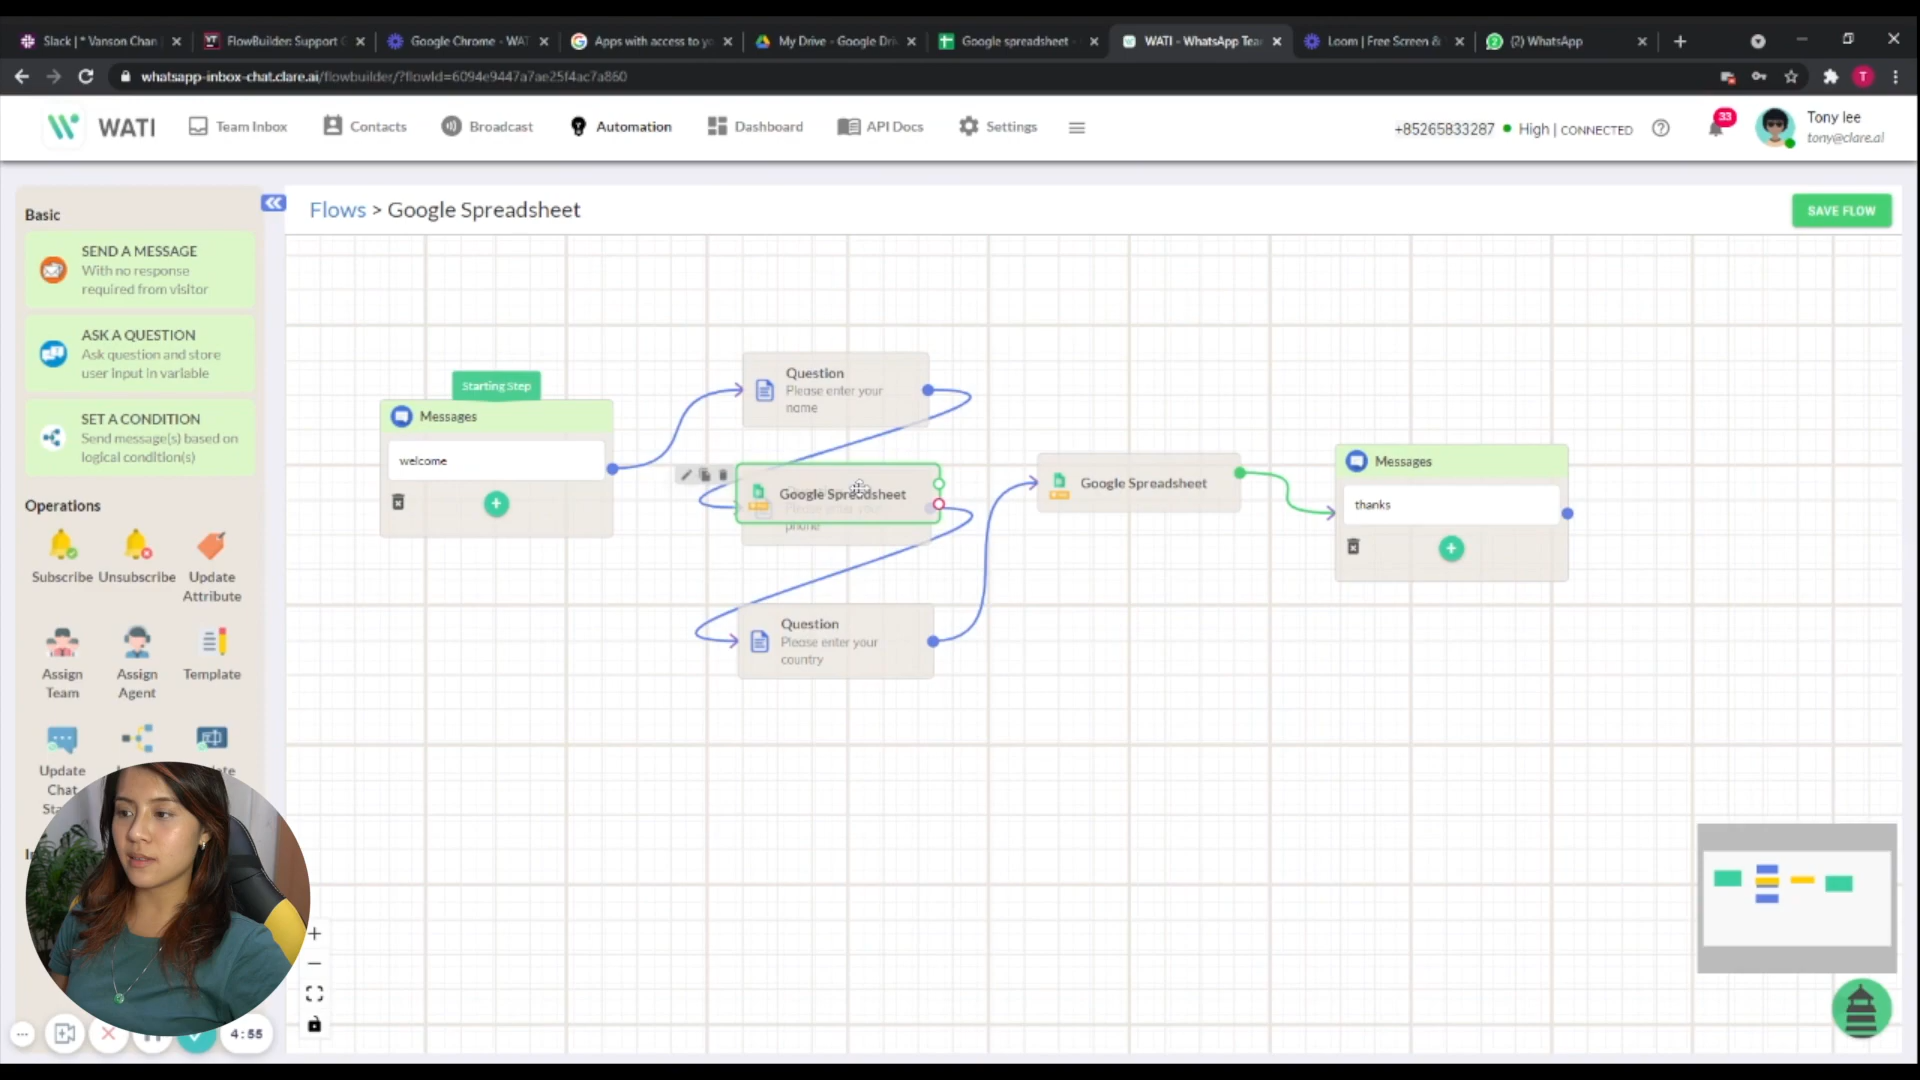 Slack | * Vanson Chan
FlowBuilder: Support
Google Chrome - WAT
Apps with access to yo
My Drive - Google Dri
Google spreadsheet -
WATI - WhatsApp Tea
Loom | Free Screen &
(2) WhatsApp
whatsapp-inbox-chat.clare.ai/flowbuilder/?flowId=6094e9447a7ae25f4ac7a860
T
WATI
Team Inbox
Contacts
Broadcast
Automation
Dashboard
API Docs
Settings
+85265833287
High | CONNECTED
33
Tony lee
tony@clare.ai
Basic
SEND A MESSAGE
With no response
required from visitor
ASK A QUESTION
Ask question and store
user input in variable
SET A CONDITION
Send message(s) based on
logical condition(s)
Operations
Subscribe
Unsubscribe
Update
Attribute
Assign
Team
Assign
Agent
Template
Update
Chat
Flows > Google Spreadsheet
SAVE FLOW
Starting Step
Messages
welcome
Question
Please enter your
name
Google Spreadsheet
Please enter your
phone
Question
Please enter your
country
Google Spreadsheet
Messages
thanks
4:55